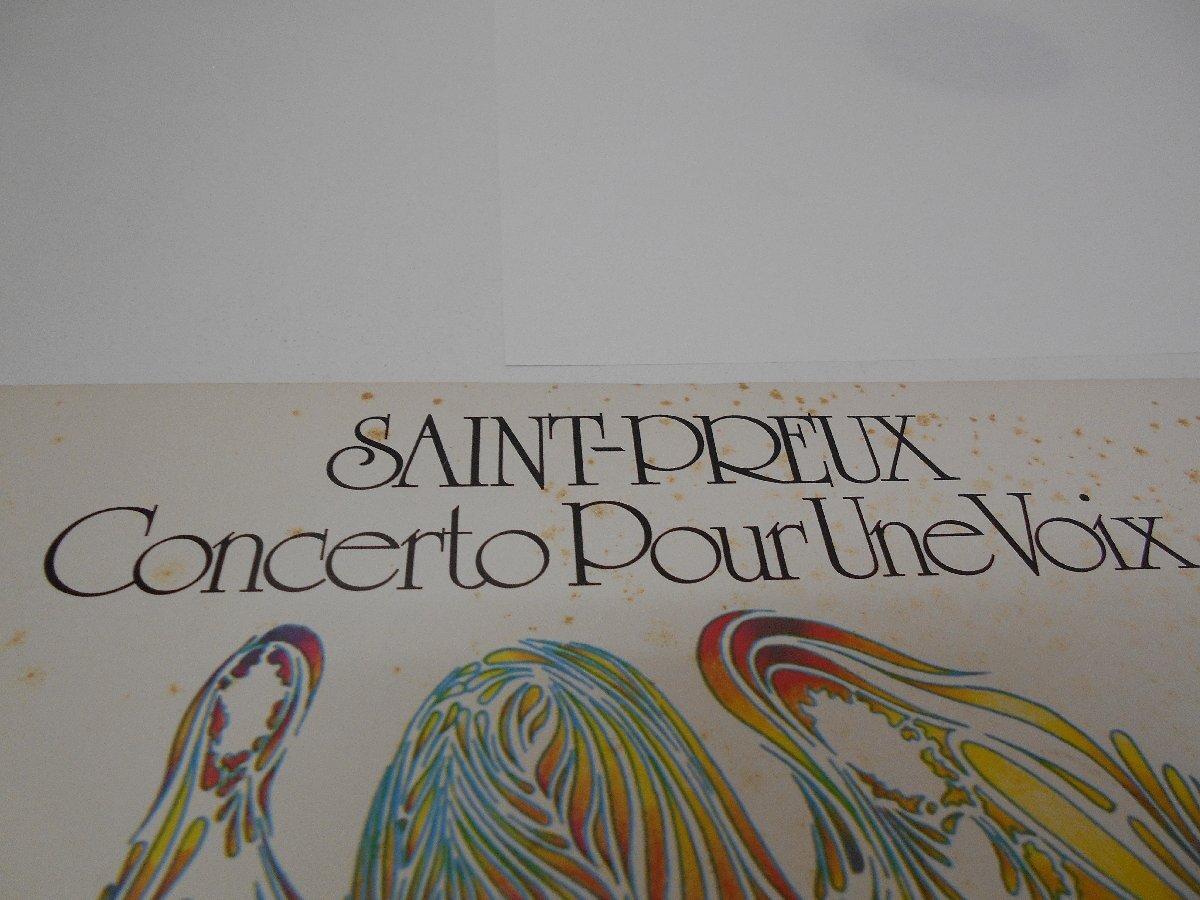 SAINT-PREUX
Concerto Pour Une Voix